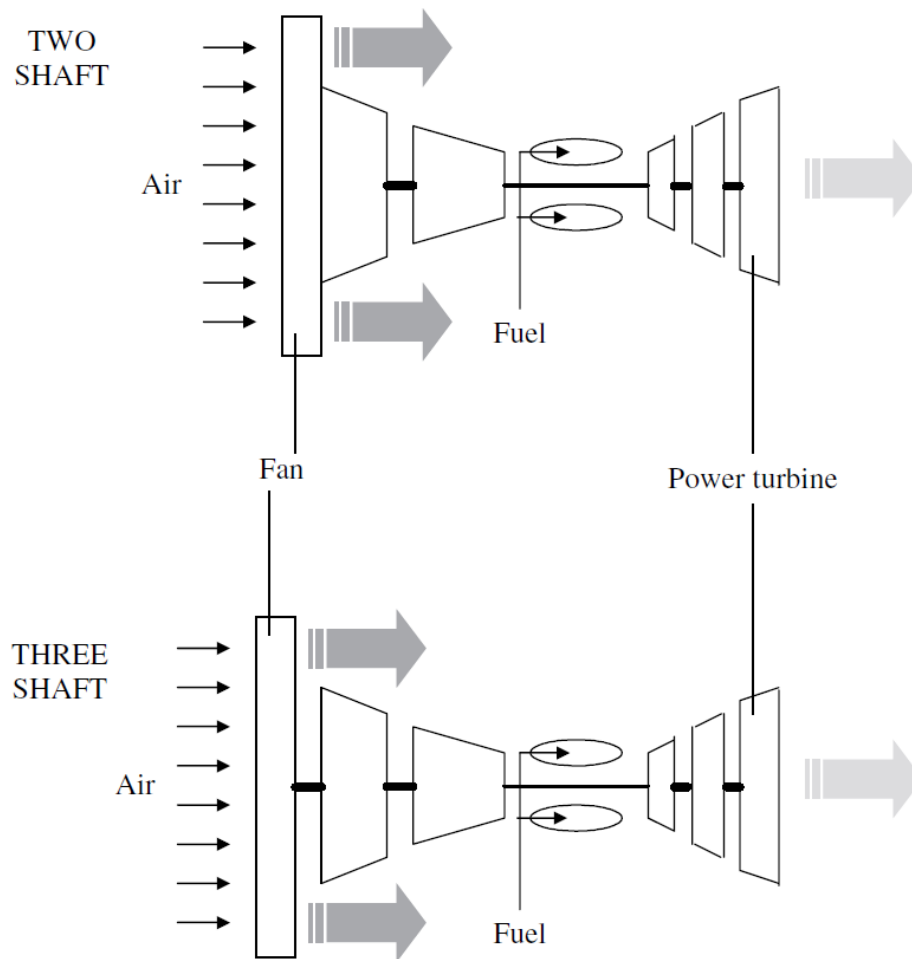 TWO
SHAFT
Air
Fuel
Fan
Power turbine
THREE
SHAFT
Air
Fuel